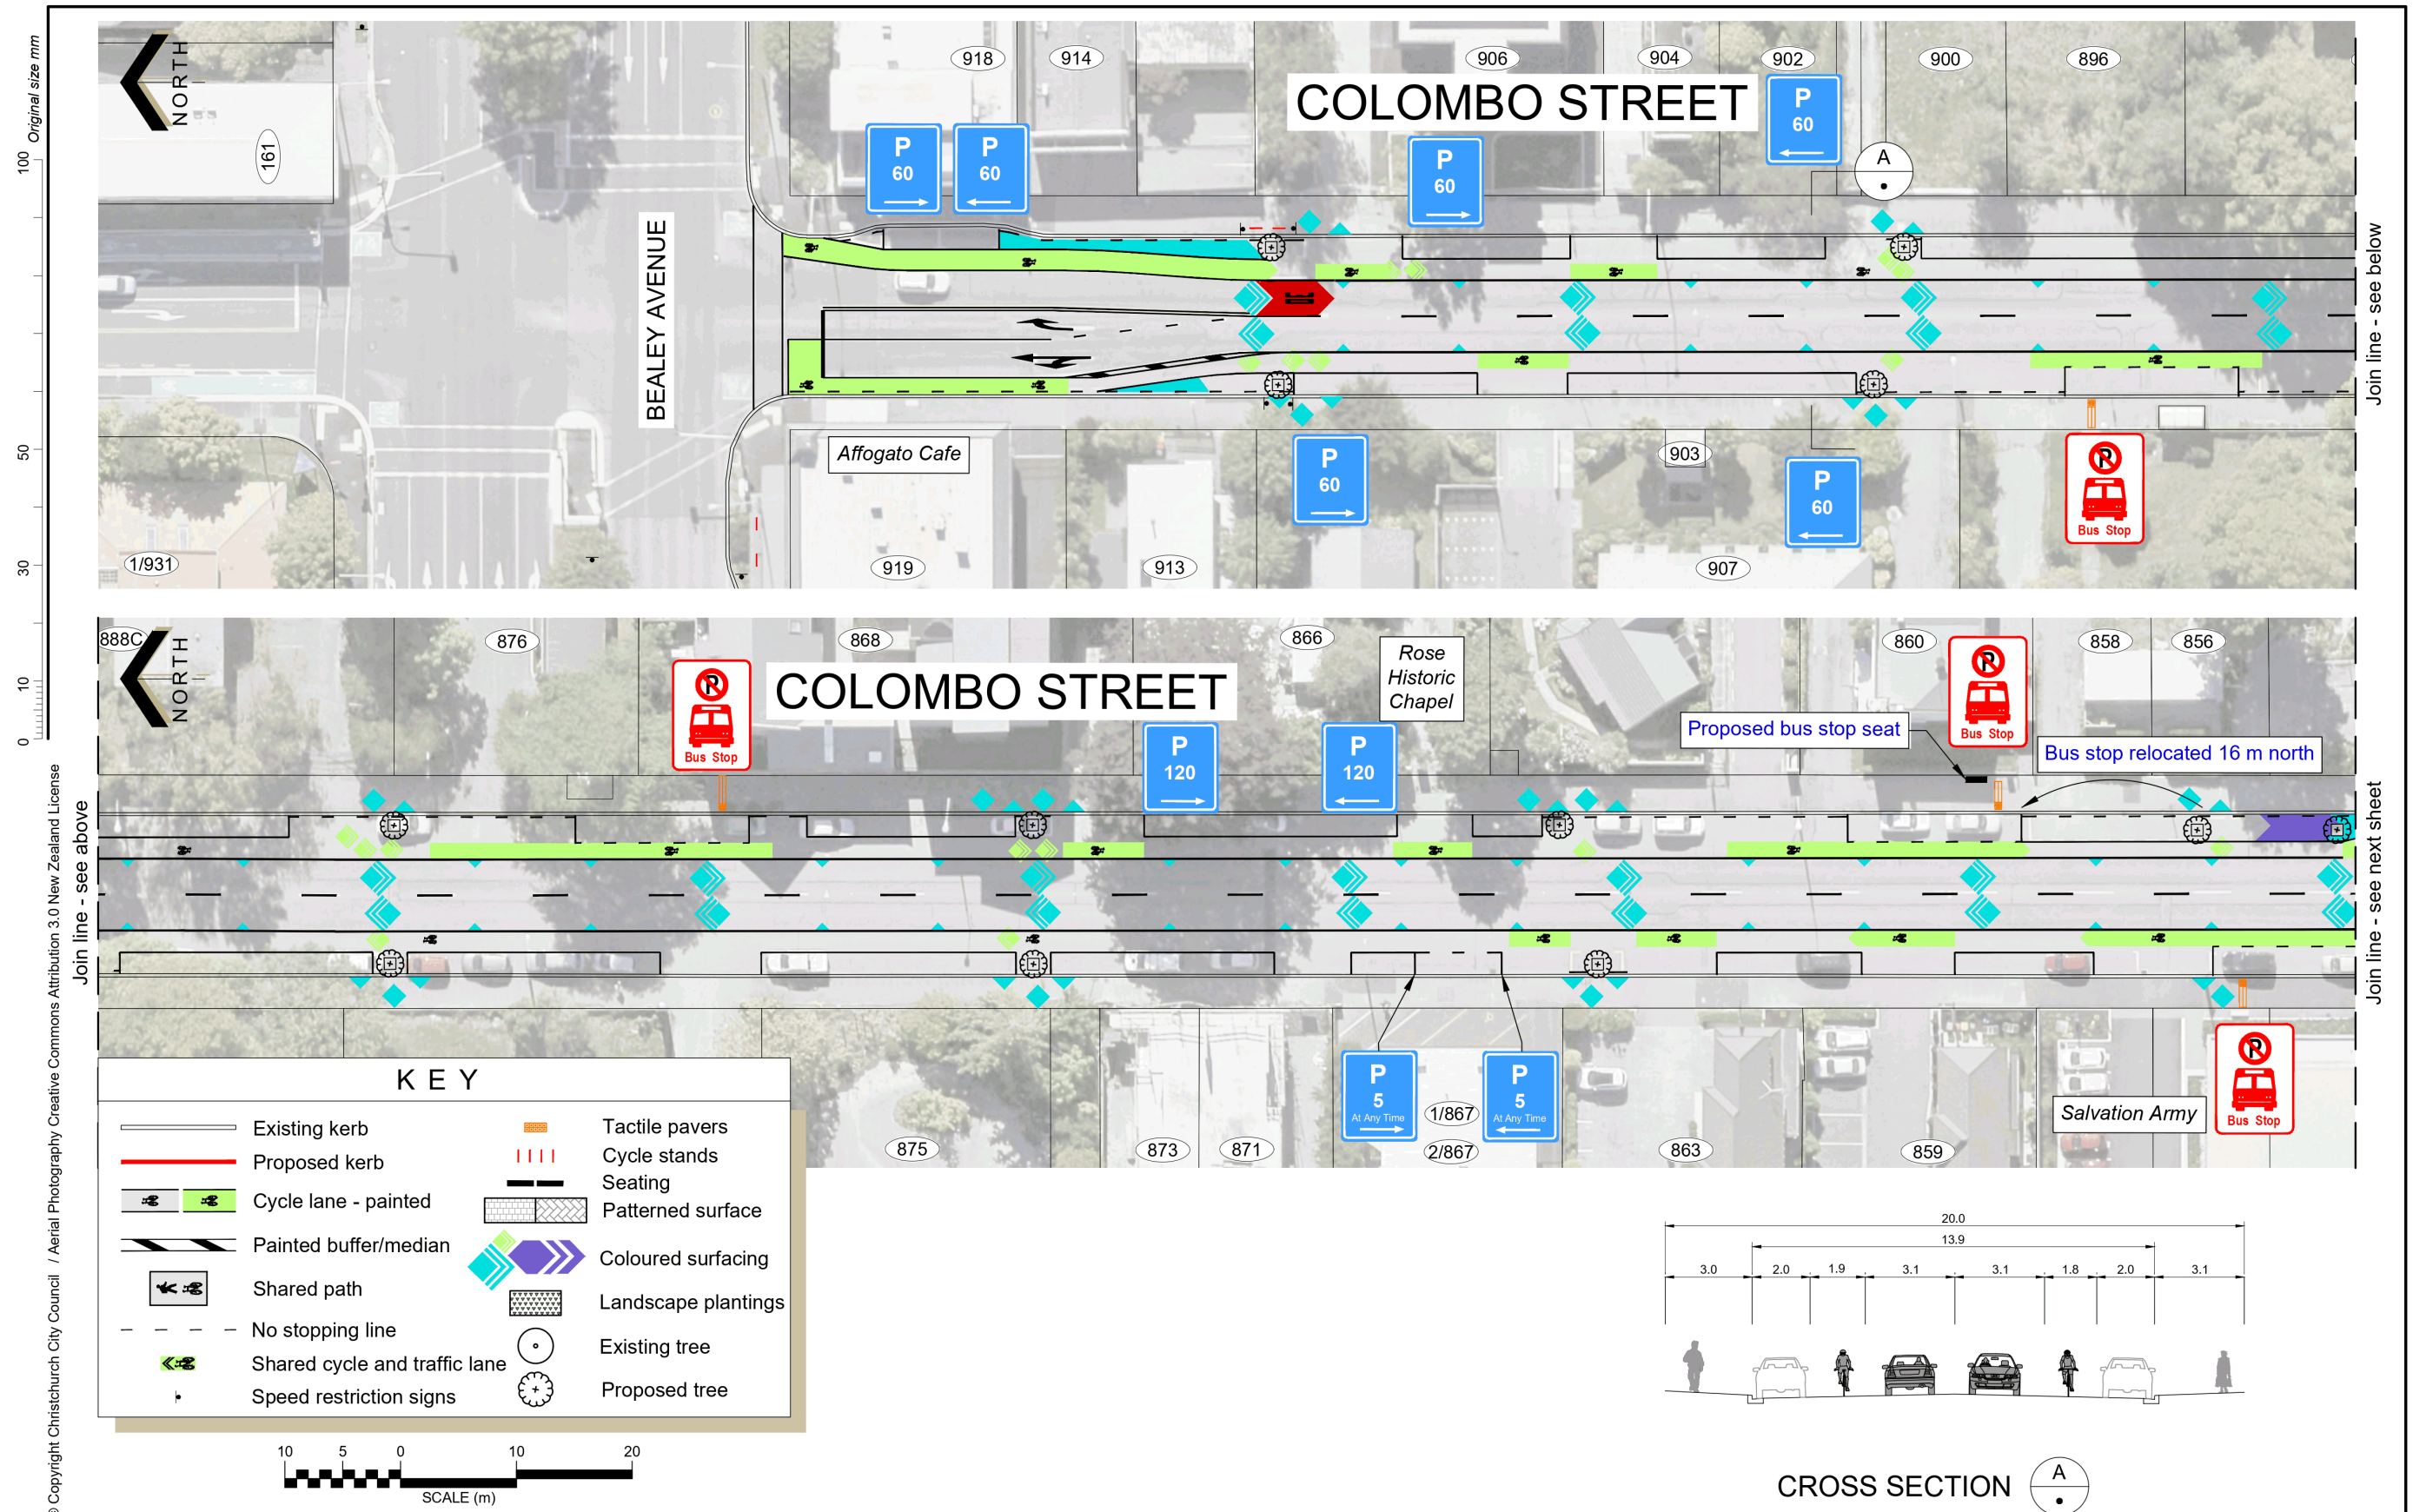 Original size mm
100
50
30
10
0
© Copyright Christchurch City Council / Aerial Photography Creative Commons Attribution 3.0 New Zealand License
NORTH
161
918
914
906
904
902
900
896
COLOMBO STREET
P
60
P
60
P
60
P
60
A
BEALEY AVENUE
Join line - see below
Affogato Cafe
P
60
903
P
60
P
Bus Stop
1/931
919
913
907
888C
NORTH
876
868
866
860
858
856
P
Bus Stop
COLOMBO STREET
Rose
Historic
Chapel
P
120
P
120
Proposed bus stop seat
P
Bus Stop
Bus stop relocated 16 m north
Join line - see above
Join line - see next sheet
P
5
At Any Time
P
5
At Any Time
1/867
2/867
875
873
871
863
859
Salvation Army
P
Bus Stop
KEY
Existing kerb
Proposed kerb
Cycle lane - painted
Painted buffer/median
Shared path
No stopping line
Shared cycle and traffic lane
Speed restriction signs
Tactile pavers
Cycle stands
Seating
Patterned surface
Coloured surfacing
Landscape plantings
Existing tree
Proposed tree
10 5 0 10 20
SCALE (m)
20.0
13.9
3.0 2.0 1.9 3.1 3.1 1.8 2.0 3.1
CROSS SECTION A